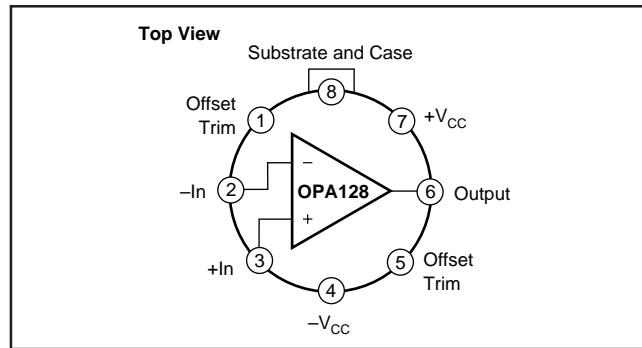 Top View
Substrate and Case
8
Offset
Trim
1
7
+VCC
–In
2
–
OPA128
6
Output
+
+In
3
5
Offset
Trim
4
–VCC